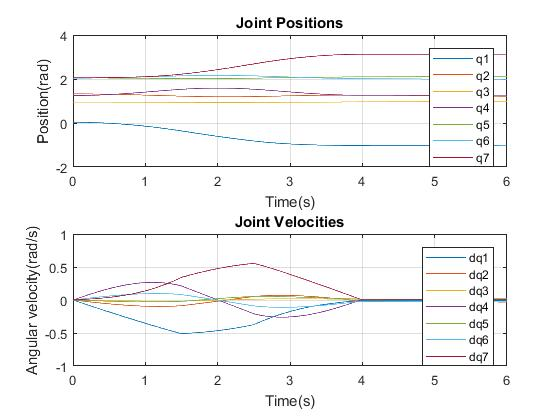 Joint Positions
4
2
0
-2
Position(rad)
0 1 2 3 4 5 6
Time(s)
q1
q2
q3
q4
q5
q6
q7
Joint Velocities
1
0.5
0
-0.5
-1
Angular velocity(rad/s)
0 1 2 3 4 5 6
Time(s)
dq1
dq2
dq3
dq4
dq5
dq6
dq7